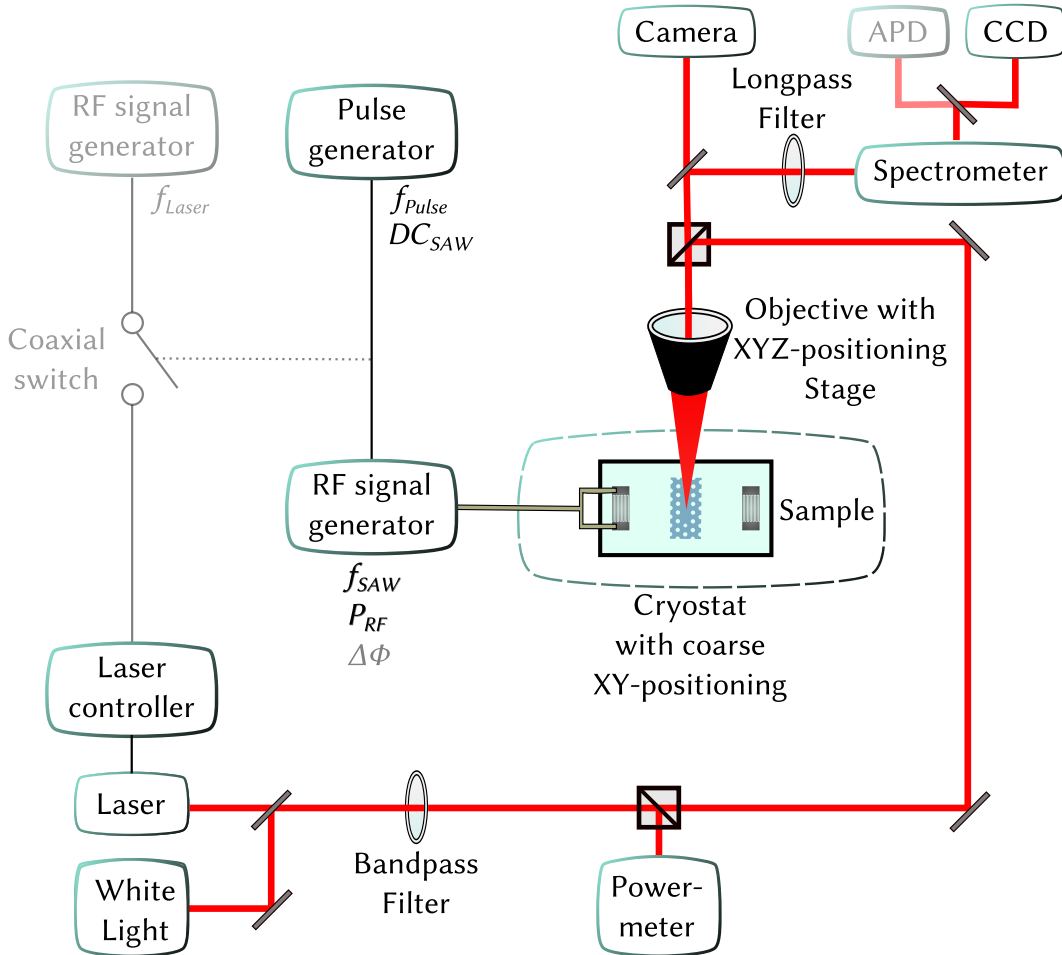 Camera
APD
CCD
Longpass
Filter
RF signal
generator
Pulse
generator
Spectrometer
f_Laser
f_Pulse
DC_SAW
Coaxial
switch
Objective with
XYZ-positioning
Stage
RF signal
generator
Sample
f_SAW
P_RF
ΔΦ
Cryostat
with coarse
XY-positioning
Laser
controller
Laser
Bandpass
Filter
White
Light
Power-
meter